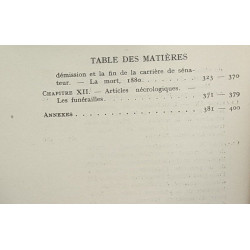 TABLE DES MATIÈRES
démission et la fin de la carrière de séna-
teur. — La mort, 1880. . . . . . 323 — 370
CHAPITRE XII. — Articles nécrologiques. —
Les funérailles. . . . . . . . . 371 — 379
ANNEXES . . . . . . . . . . . 381 — 400